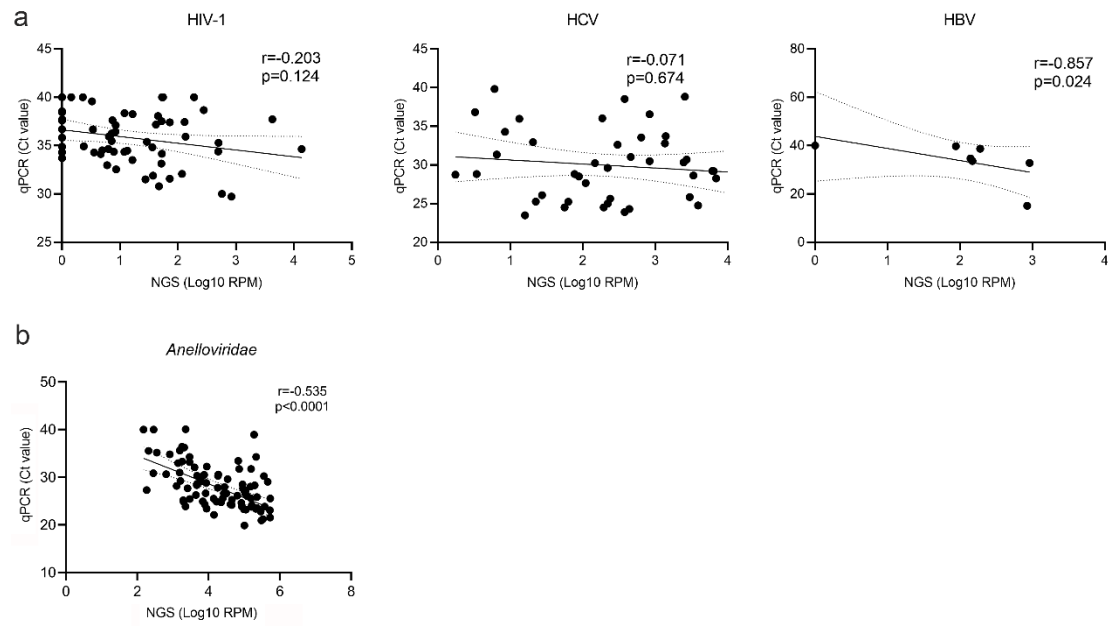 a
HIV-1
r=-0.203
p=0.124
45
40
35
30
25
qPCR (Ct value)
0 1 2 3 4 5
NGS (Log10 RPM)
HCV
r=-0.071
p=0.674
45
40
35
30
25
20
qPCR (Ct value)
0 1 2 3 4
NGS (Log10 RPM)
HBV
r=-0.857
p=0.024
80
60
40
20
0
qPCR (Ct value)
0 1 2 3 4
NGS (Log10 RPM)
b
Anelloviridae
r=-0.535
p<0.0001
50
40
30
20
10
qPCR (Ct value)
0 2 4 6 8
NGS (Log10 RPM)